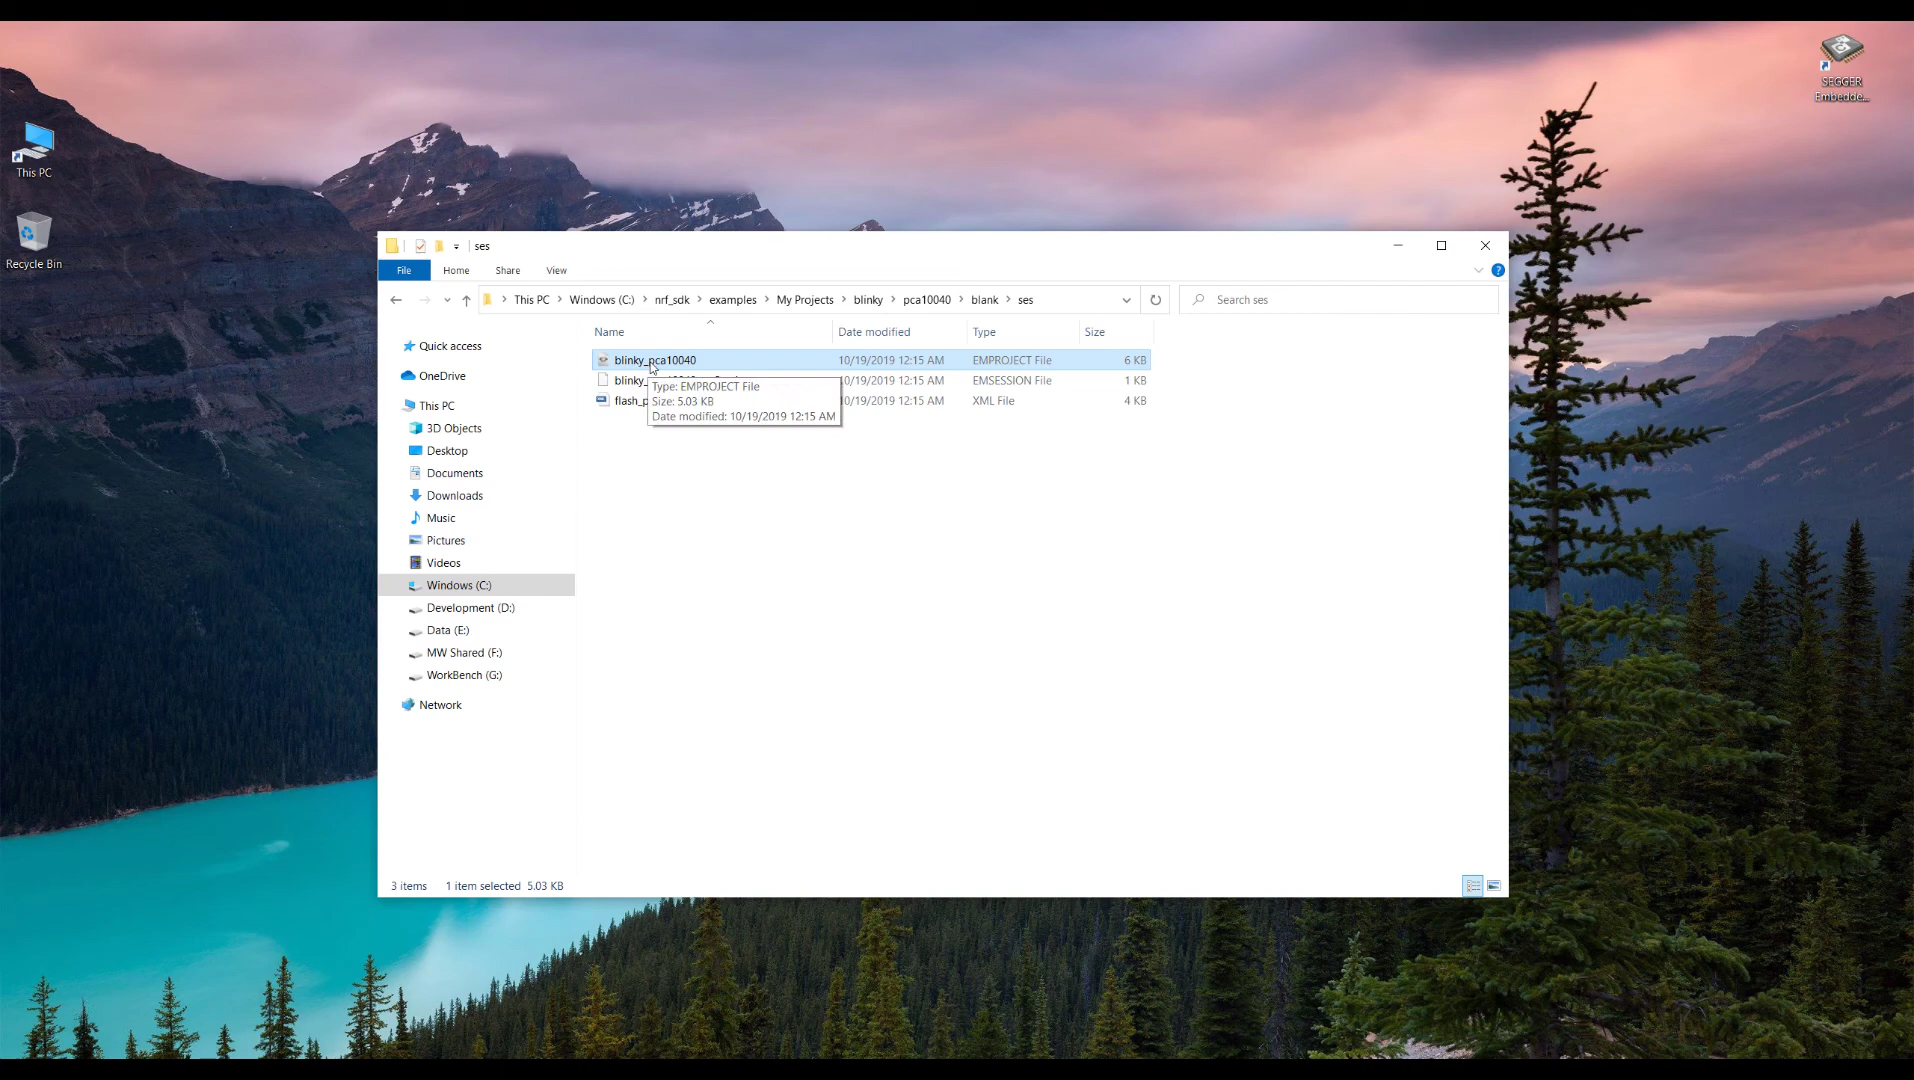 SEGGER
Embedde...
This PC
Recycle Bin
ses
File Home Share View
This PC > Windows (C:) > nrf_sdk > examples > My Projects > blinky > pca10040 > blank > ses
Search ses
Name Date modified Type Size
blinky_pca10040 10/19/2019 12:15 AM EMPROJECT File 6 KB
blinky_ 10/19/2019 12:15 AM EMSESSION File 1 KB
flash_p 10/19/2019 12:15 AM XML File 4 KB
Type: EMPROJECT File
Size: 5.03 KB
Date modified: 10/19/2019 12:15 AM
Quick access
OneDrive
This PC
3D Objects
Desktop
Documents
Downloads
Music
Pictures
Videos
Windows (C:)
Development (D:)
Data (E:)
MW Shared (F:)
WorkBench (G:)
Network
3 items 1 item selected 5.03 KB